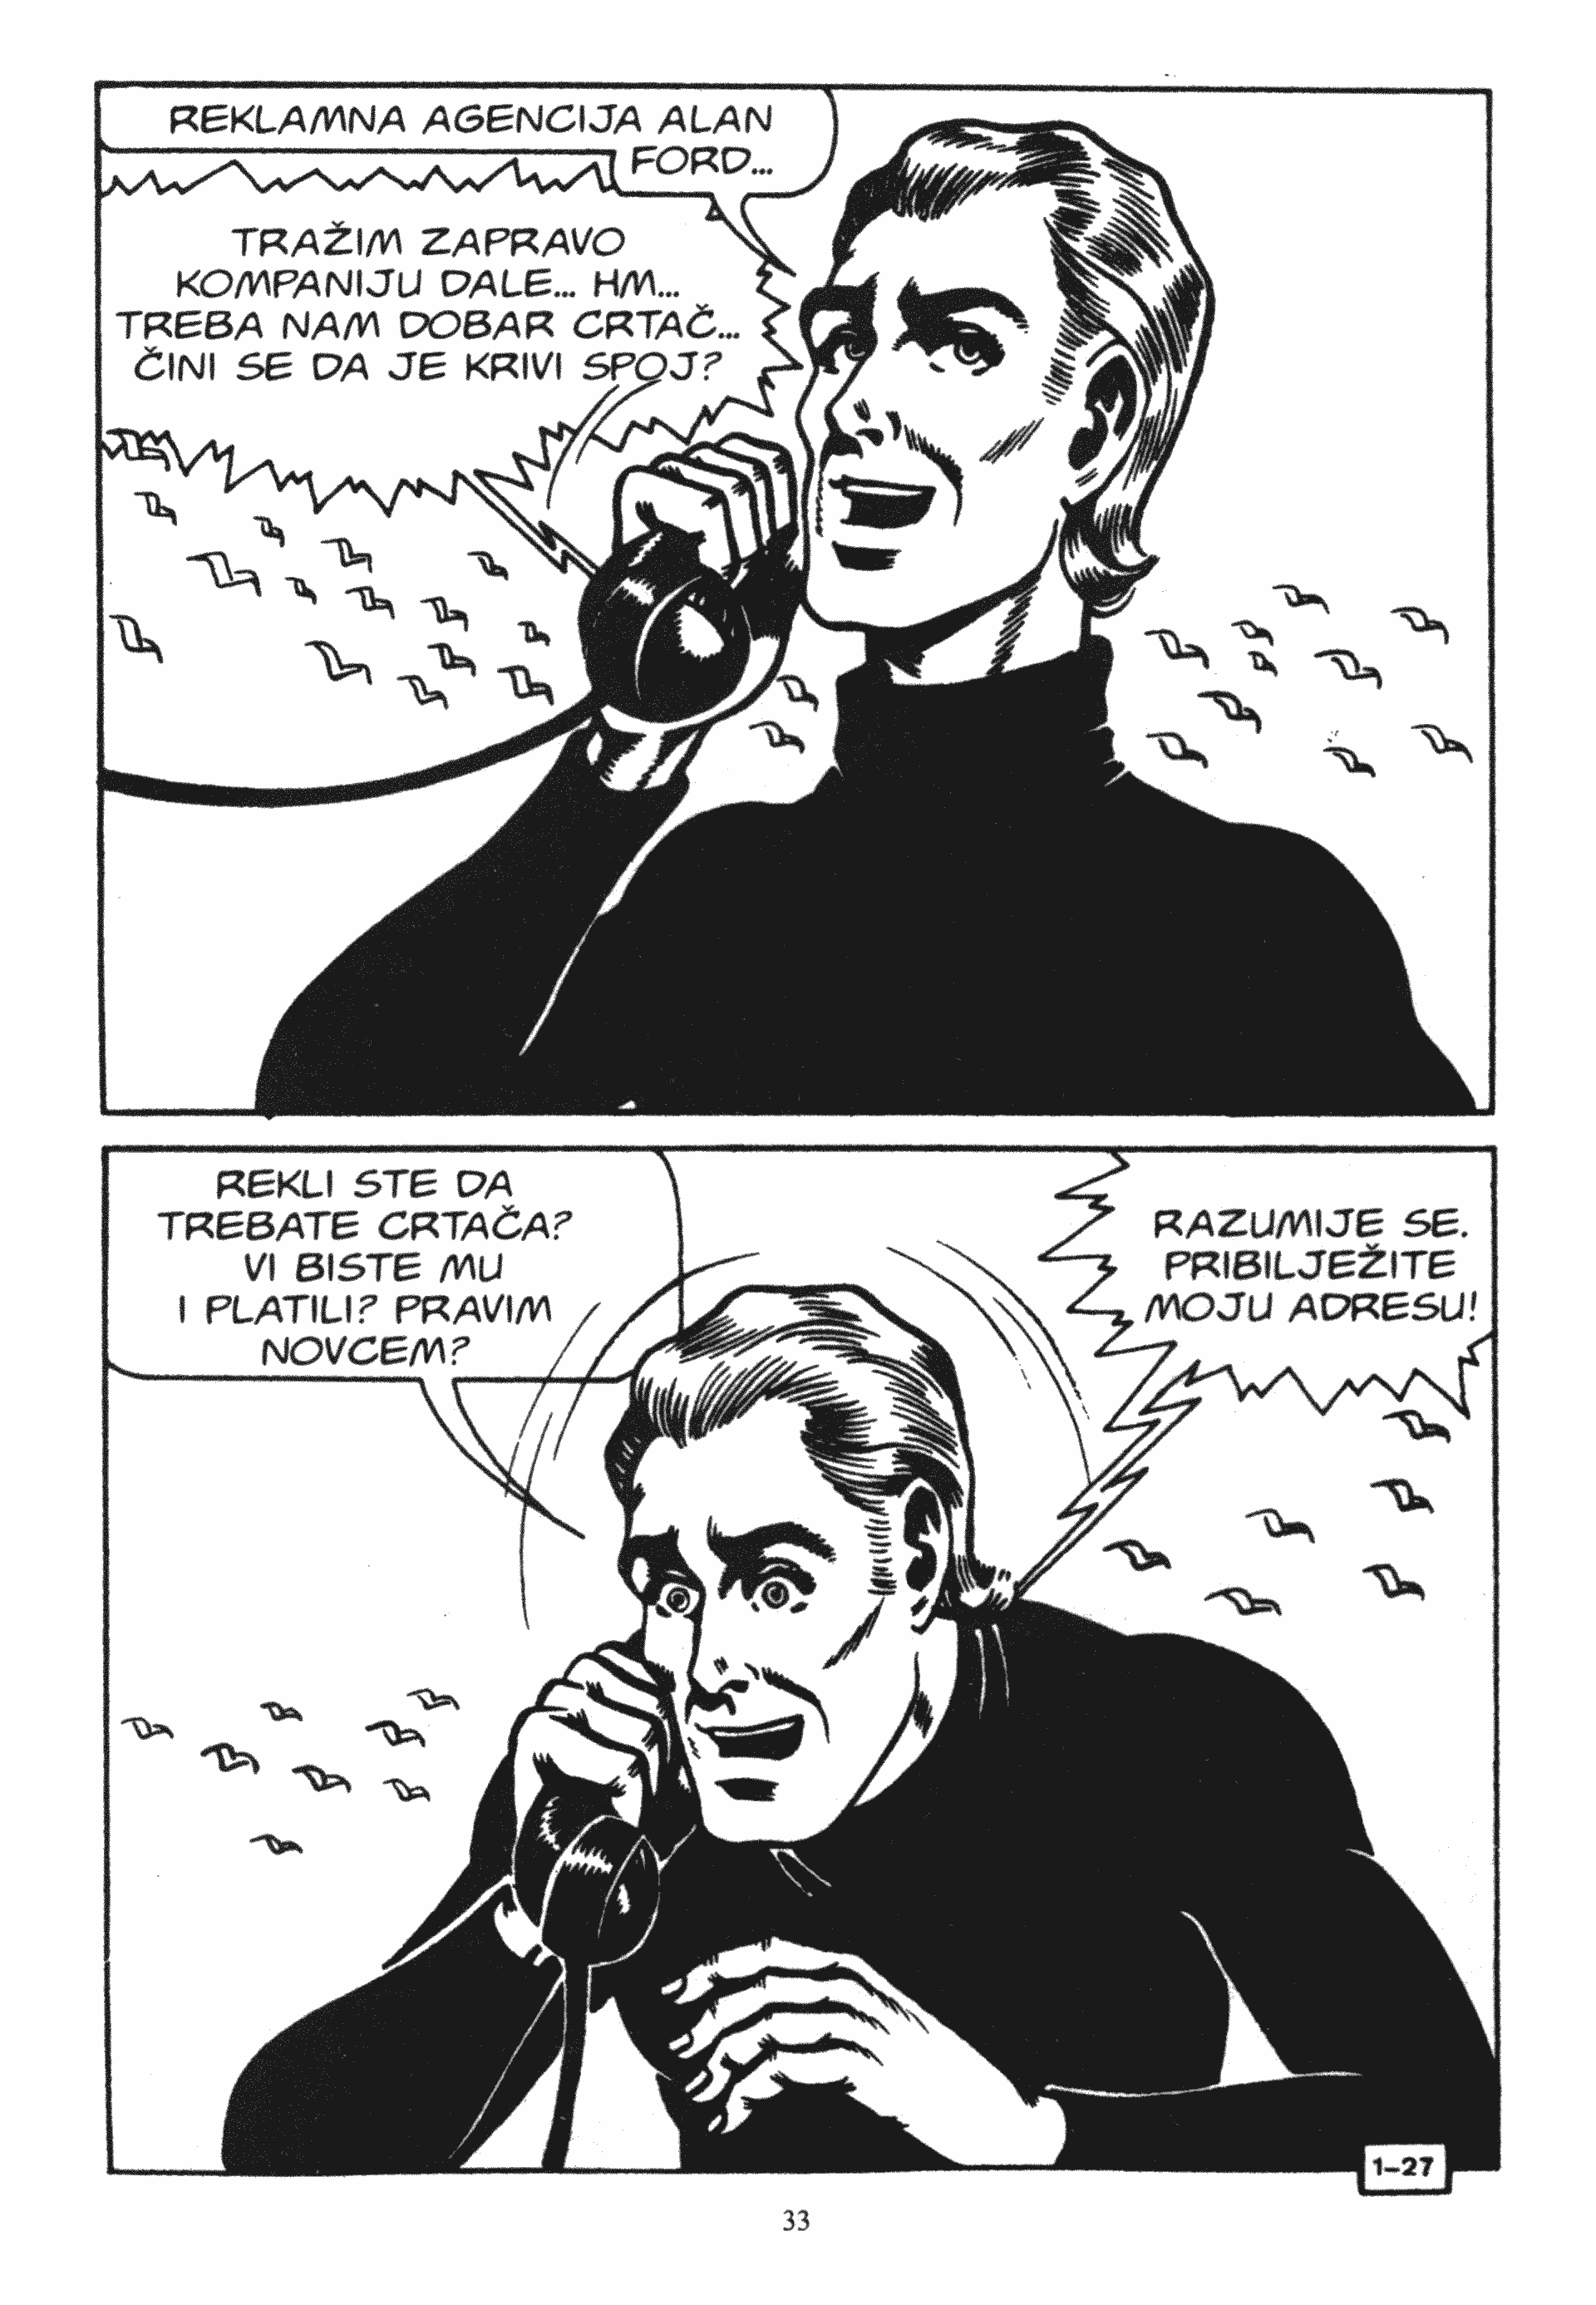 REKLAMNA AGENCIJA ALAN
FORD...
TRAŽIM ZAPRAVO
KOMPANIJU DALE... HM...
TREBA NAM DOBAR CRTAČ...
ČINI SE DA JE KRIVI SPOJ?
REKLI STE DA
TREBATE CRTAČA?
VI BISTE MU
I PLATILI? PRAVIM
NOVCEM?
RAZUMIJE SE.
PRIBILJEŽITE
MOJU ADRESU!
1-27
33